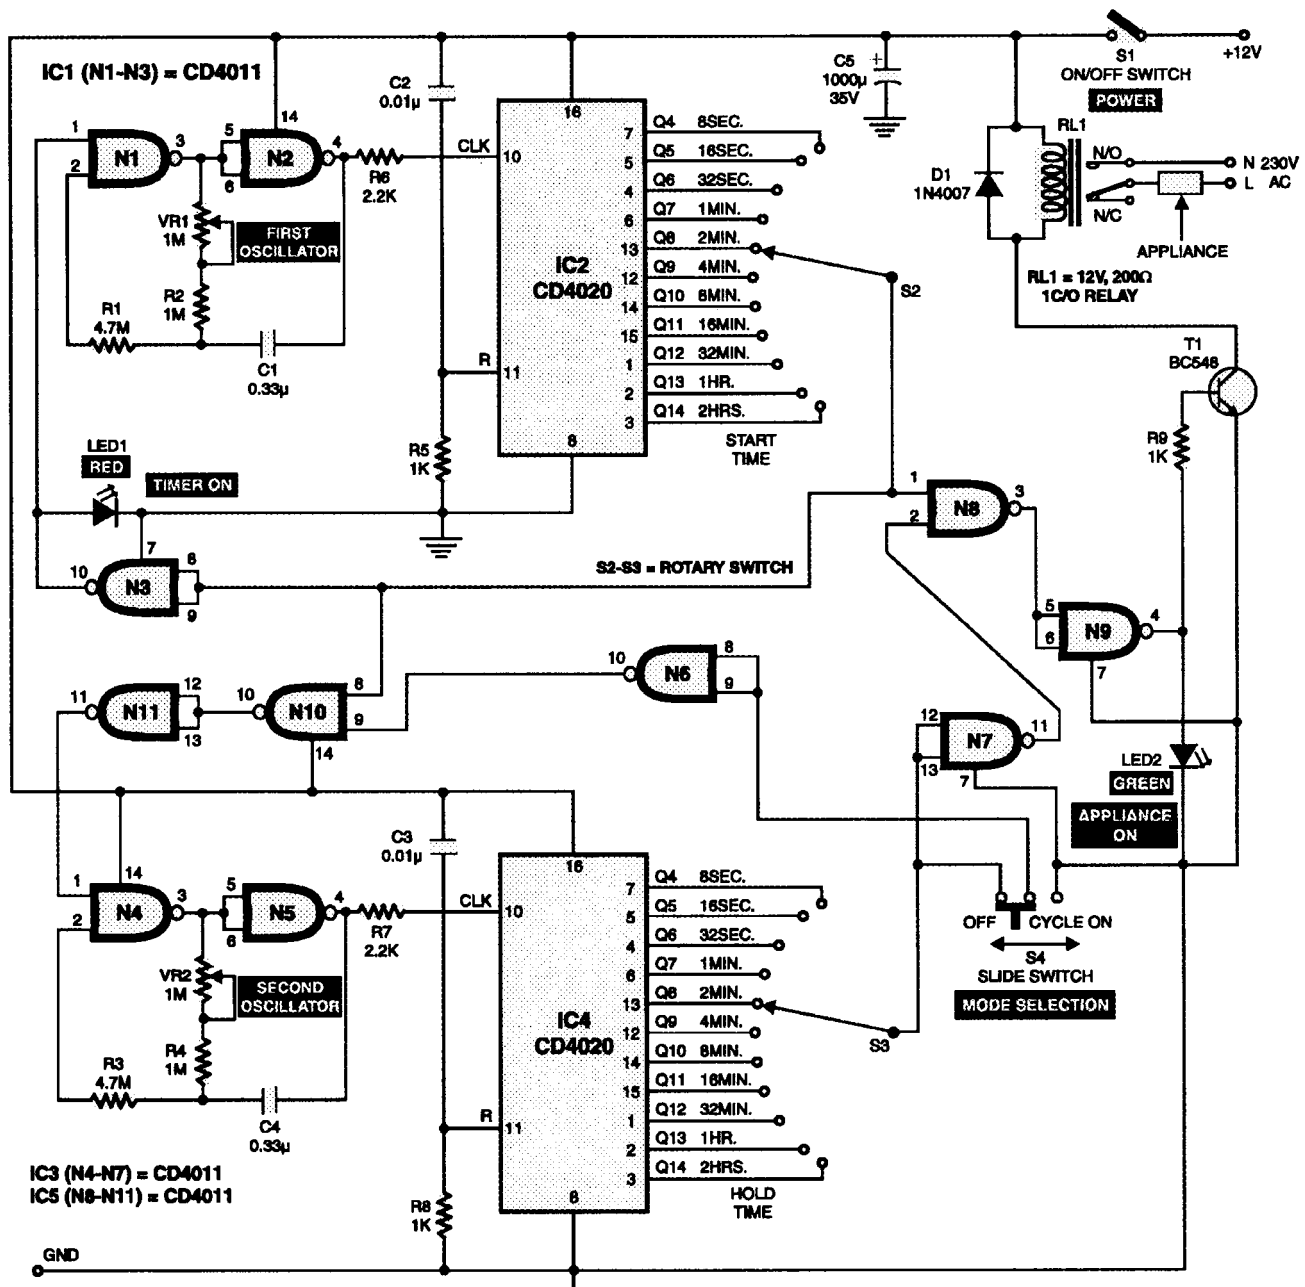 IC1 (N1-N3) = CD4011
C2
0.01µ
C5
1000µ
35V
+
S1
ON/OFF SWITCH
POWER
+12V
1
2
N1
3
5
6
14
N2
4
R6
2.2K
CLK
10
16
VR1
1M
FIRST
OSCILLATOR
R2
1M
R1
4.7M
C1
0.33µ
IC2
CD4020
R
11
8
7 Q4 8SEC.
5 Q5 16SEC.
4 Q6 32SEC.
6 Q7 1MIN.
13 Q8 2MIN.
12 Q9 4MIN.
14 Q10 8MIN.
15 Q11 16MIN.
1 Q12 32MIN.
2 Q13 1HR.
3 Q14 2HRS.
START
TIME
S2
D1
1N4007
RL1
N/O
N/C
N 230V
L AC
APPLIANCE
RL1 = 12V, 200Ω
1C/O RELAY
T1
BC548
R9
1K
R5
1K
LED1
RED
TIMER ON
7
10
N3
8
9
S2-S3 = ROTARY SWITCH
1
2
N8
3
5
6
N9
4
7
10
N6
8
9
11
N11
12
13
10
N10
8
9
14
12
13
N7
11
7
LED2
GREEN
APPLIANCE
ON
C3
0.01µ
1
2
14
N4
3
5
6
N5
4
R7
2.2K
CLK
10
16
VR2
1M
SECOND
OSCILLATOR
R4
1M
R3
4.7M
C4
0.33µ
IC4
CD4020
R
11
8
7 Q4 8SEC.
5 Q5 16SEC.
4 Q6 32SEC.
6 Q7 1MIN.
13 Q8 2MIN.
12 Q9 4MIN.
14 Q10 8MIN.
15 Q11 16MIN.
1 Q12 32MIN.
2 Q13 1HR.
3 Q14 2HRS.
HOLD
TIME
S3
OFF
CYCLE ON
S4
SLIDE SWITCH
MODE SELECTION
IC3 (N4-N7) = CD4011
IC5 (N8-N11) = CD4011
R8
1K
GND